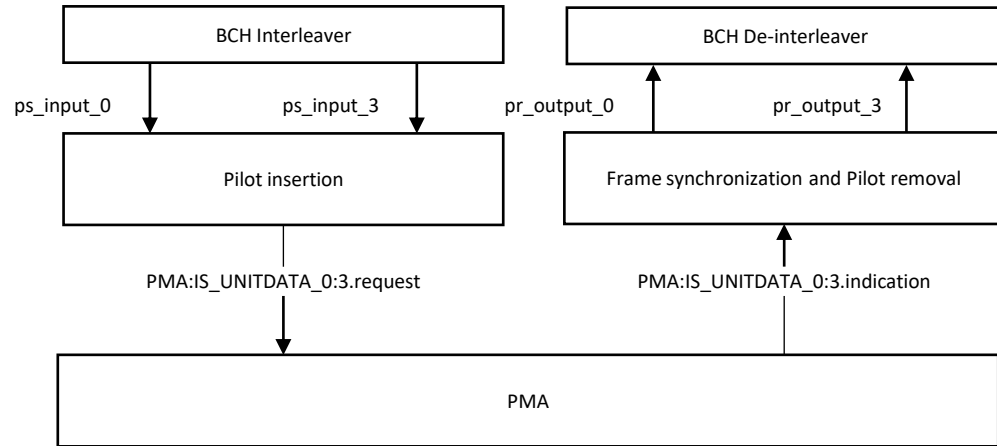 BCH Interleaver
BCH De-interleaver
ps_input_0
ps_input_3
pr_output_0
pr_output_3
Pilot insertion
Frame synchronization and Pilot removal
PMA:IS_UNITDATA_0:3.request
PMA:IS_UNITDATA_0:3.indication
PMA